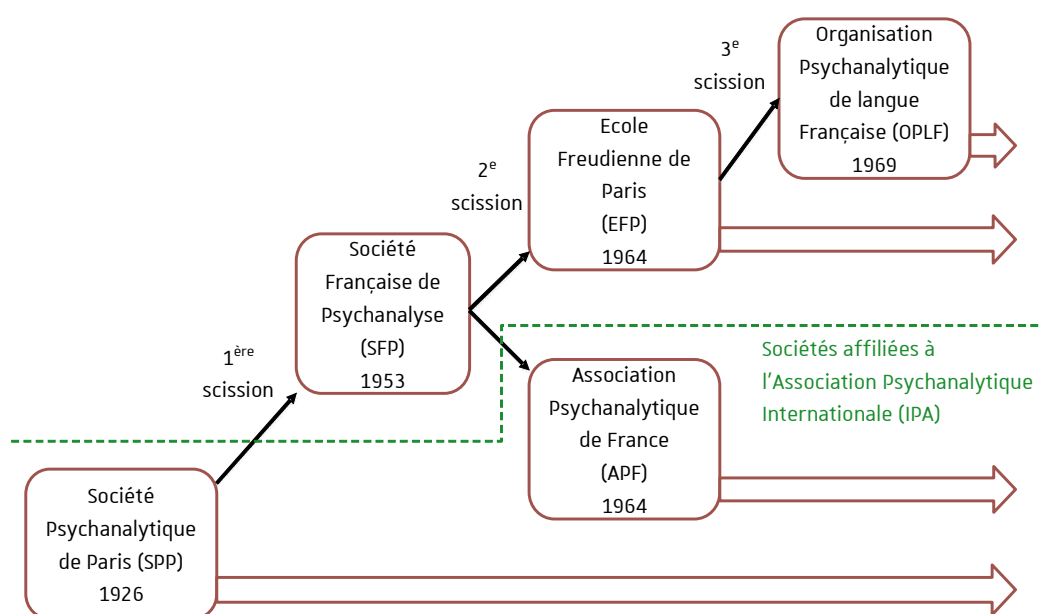 Organisation
Psychanalytique
de langue
Française (OPLF)
1969
3e
scission
Ecole
Freudienne de
Paris
(EFP)
1964
2e
scission
Société
Française de
Psychanalyse
(SFP)
1953
1ère
scission
Sociétés affiliées à
l'Association Psychanalytique
Internationale (IPA)
Association
Psychanalytique
de France
(APF)
1964
Société
Psychanalytique
de Paris (SPP)
1926